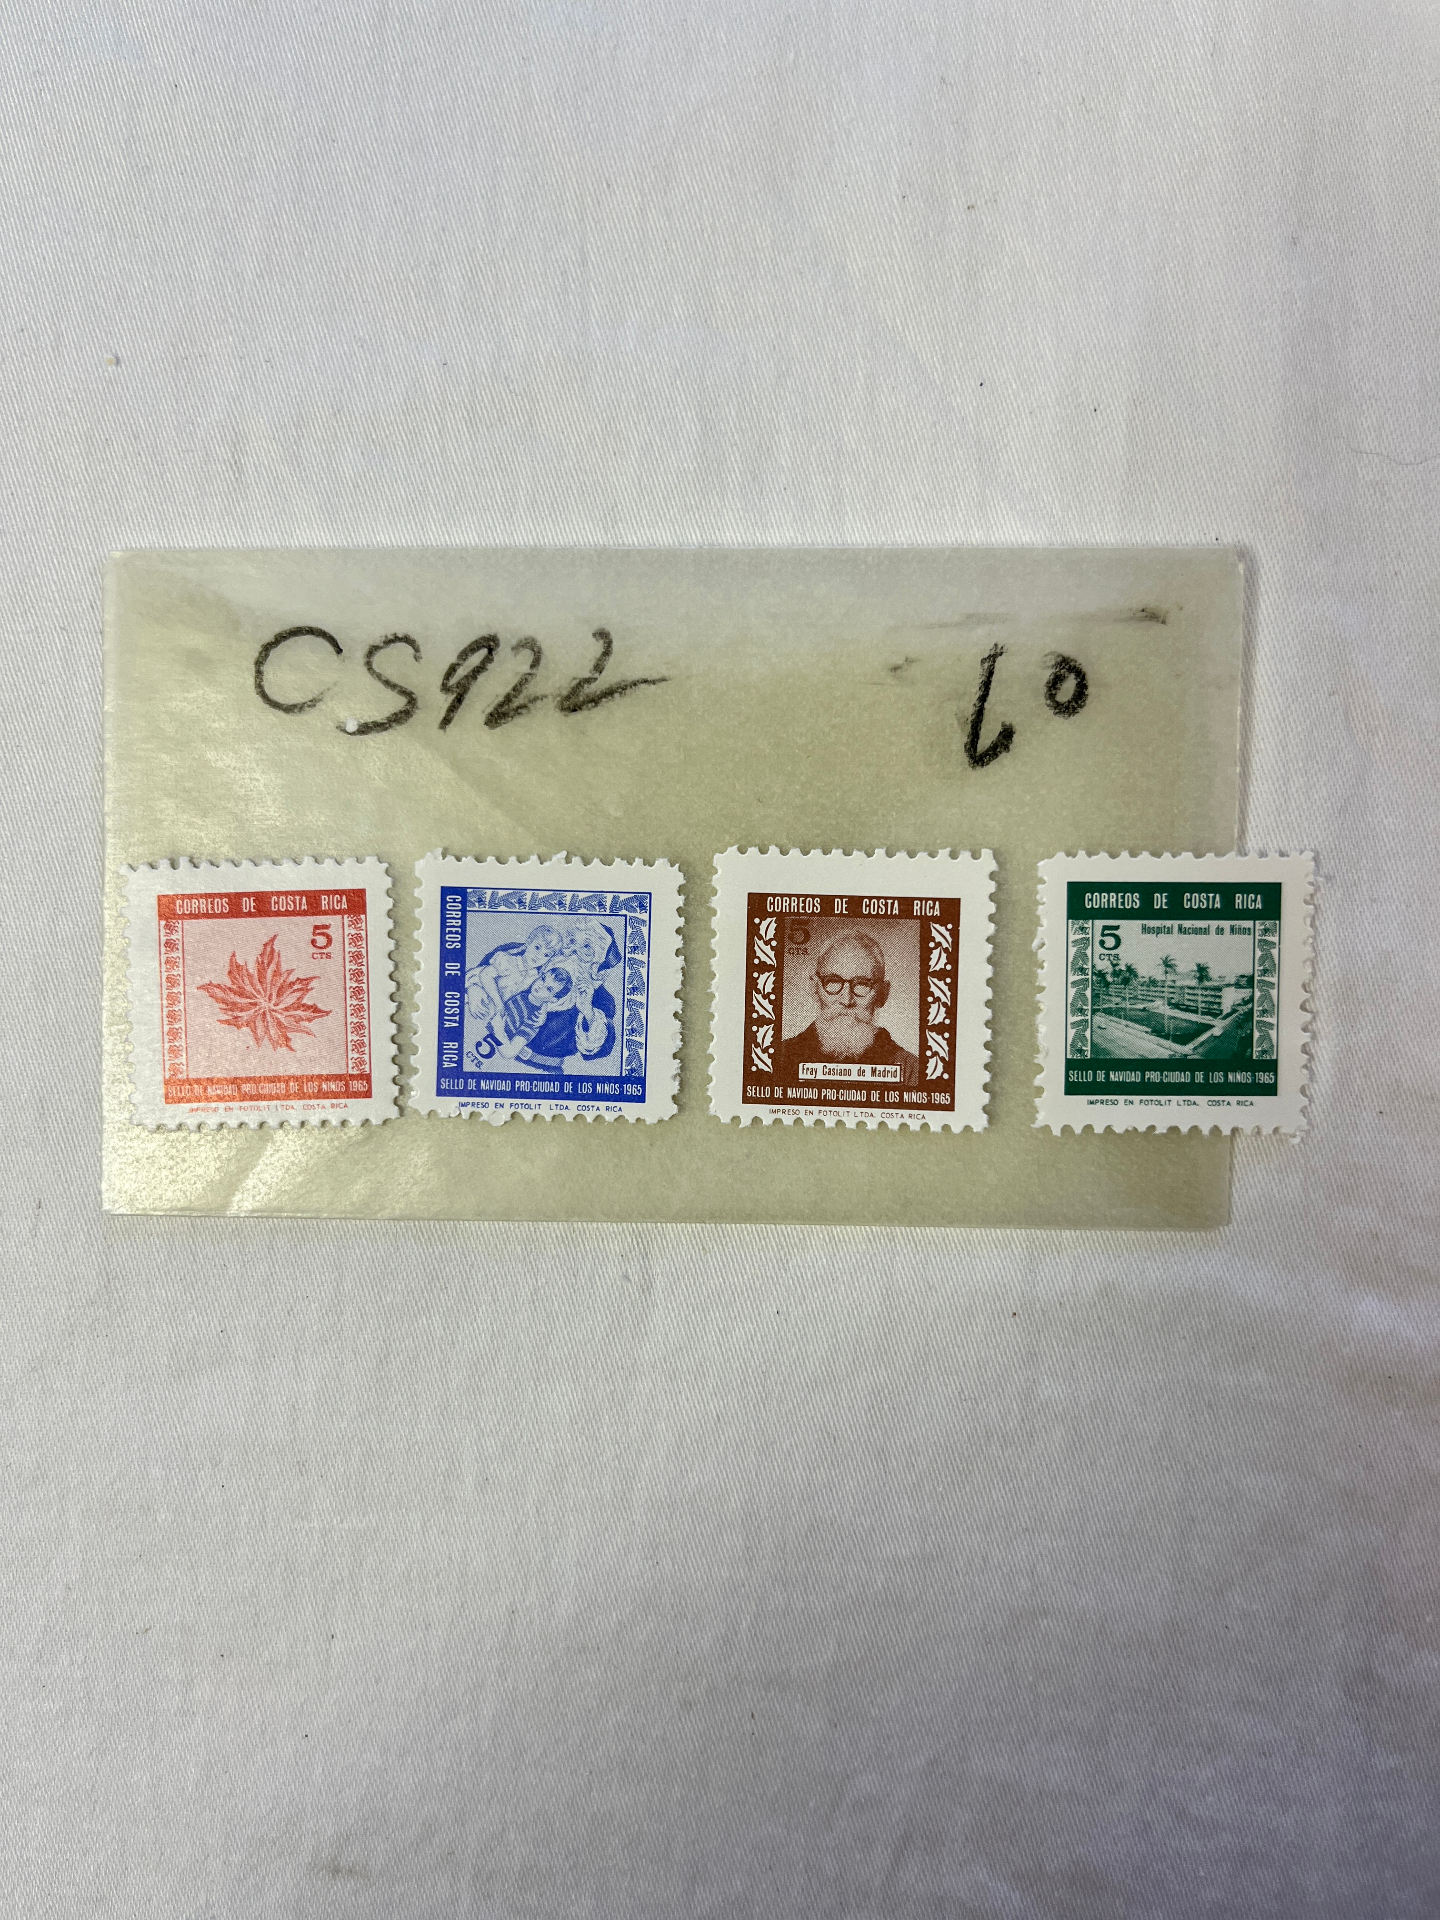 CS922 60
CORREOS DE COSTA RICA
5
CTS.
SELLO DE NAVIDAD PRO-CIUDAD DE LOS NIÑOS-1965
IMPRESO EN FOTOLIT LTDA. COSTA RICA
CORREOS DE COSTA RICA
5
CTS.
SELLO DE NAVIDAD PRO-CIUDAD DE LOS NIÑOS-1965
IMPRESO EN FOTOLIT LTDA. COSTA RICA
CORREOS DE COSTA RICA
5
CTS.
Fray Casiano de Madrid
SELLO DE NAVIDAD PRO-CIUDAD DE LOS NIÑOS-1965
IMPRESO EN FOTOLIT LTDA. COSTA RICA
CORREOS DE COSTA RICA
Hospital Nacional de Niños
5
CTS.
SELLO DE NAVIDAD PRO-CIUDAD DE LOS NIÑOS-1965
IMPRESO EN FOTOLIT LTDA. COSTA RICA